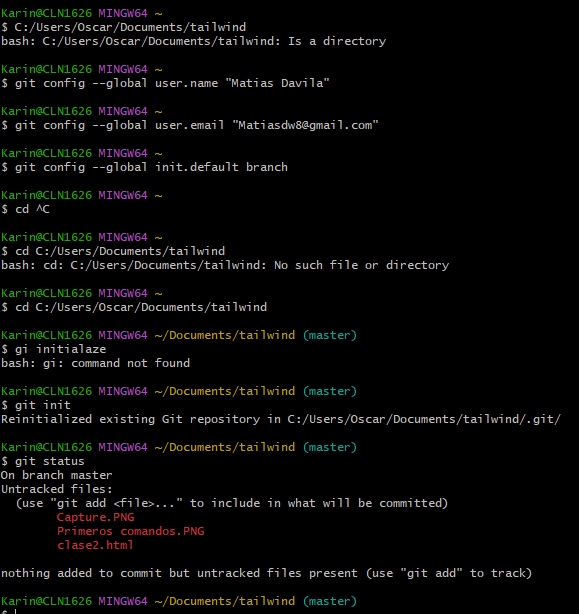 Karin@CLN1626 MINGW64 ~
$ C:/Users/Oscar/Documents/tailwind
bash: C:/Users/Oscar/Documents/tailwind: Is a directory

Karin@CLN1626 MINGW64 ~
$ git config --global user.name "Matias Davila"

Karin@CLN1626 MINGW64 ~
$ git config --global user.email "Matiasdw8@gmail.com"

Karin@CLN1626 MINGW64 ~
$ git config --global init.default branch

Karin@CLN1626 MINGW64 ~
$ cd ^C

Karin@CLN1626 MINGW64 ~
$ cd C:/Users/Documents/tailwind
bash: cd: C:/Users/Documents/tailwind: No such file or directory

Karin@CLN1626 MINGW64 ~
$ cd C:/Users/Oscar/Documents/tailwind

Karin@CLN1626 MINGW64 ~/Documents/tailwind (master)
$ gi initialaze
bash: gi: command not found

Karin@CLN1626 MINGW64 ~/Documents/tailwind (master)
$ git init
Reinitialized existing Git repository in C:/Users/Oscar/Documents/tailwind/.git/

Karin@CLN1626 MINGW64 ~/Documents/tailwind (master)
$ git status
On branch master
Untracked files:
  (use "git add <file>..." to include in what will be committed)
        Capture.PNG
        Primeros comandos.PNG
        clase2.html

nothing added to commit but untracked files present (use "git add" to track)

Karin@CLN1626 MINGW64 ~/Documents/tailwind (master)
$